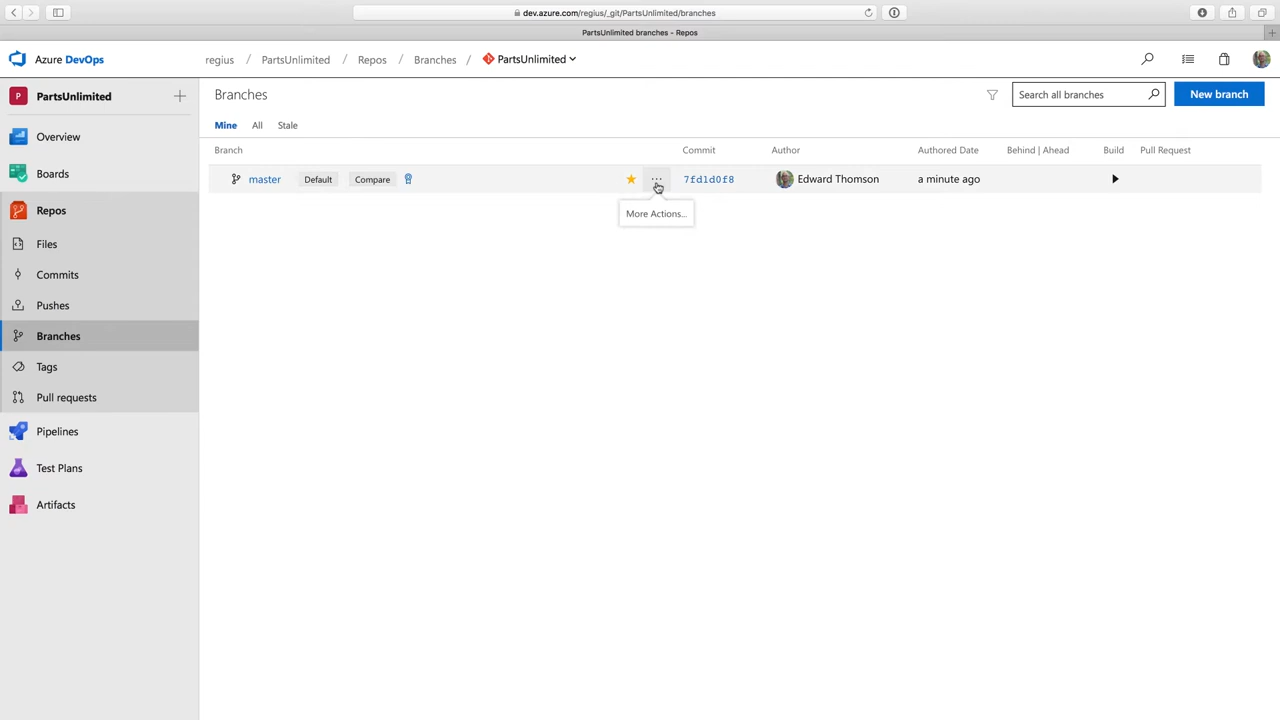 dev.azure.com/regius/_git/PartsUnlimited/branches
PartsUnlimited branches - Repos
Azure DevOps
regius / PartsUnlimited / Repos / Branches / PartsUnlimited
P PartsUnlimited
Overview
Boards
Repos
Files
Commits
Pushes
Branches
Tags
Pull requests
Pipelines
Test Plans
Artifacts
Branches
Search all branches
New branch
Mine All Stale
Branch Commit Author Authored Date Behind | Ahead Build Pull Request
master Default Compare 7fd1d0f8 Edward Thomson a minute ago
More Actions...